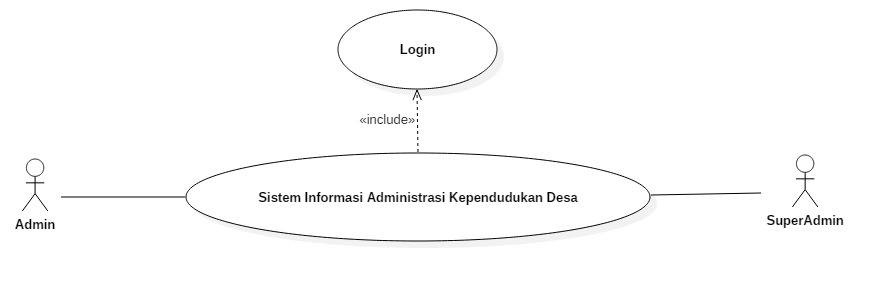 Login
«include»
Sistem Informasi Administrasi Kependudukan Desa
Admin
SuperAdmin